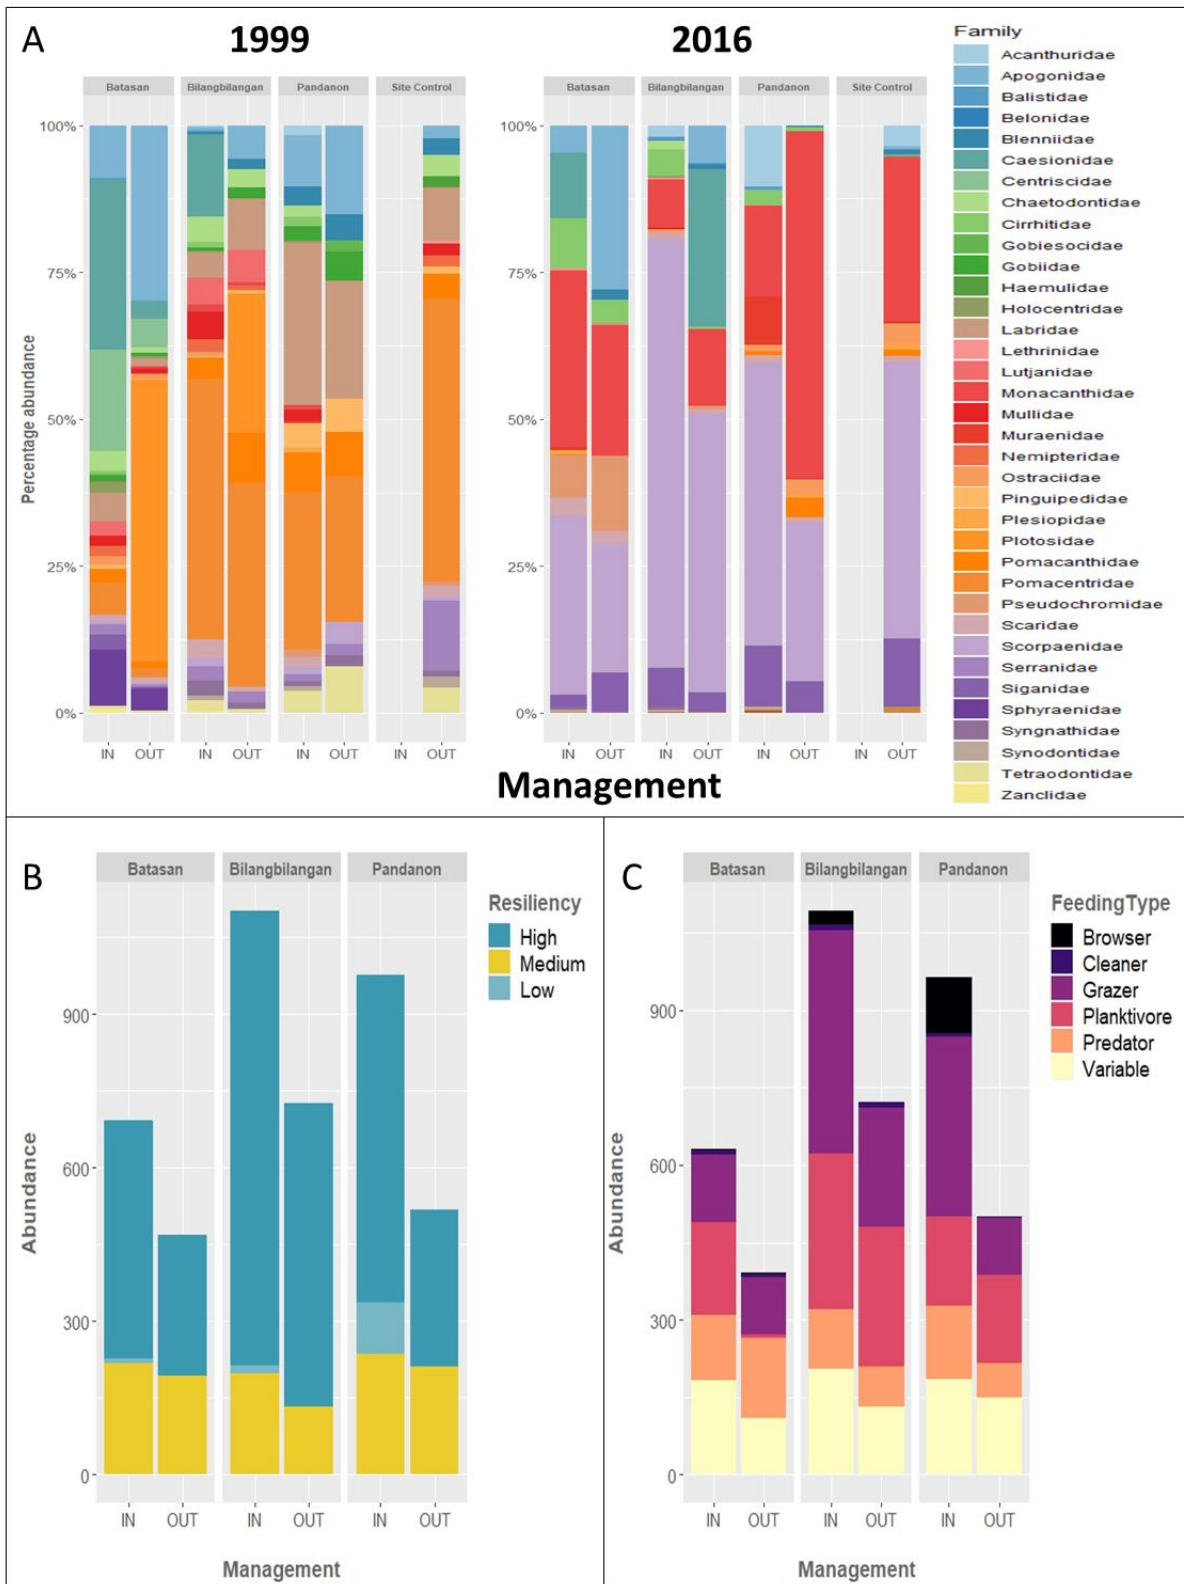 A
1999
2016
Batasan
Bilangbilangan
Pandanon
Site Control
Batasan
Bilangbilangan
Pandanon
Site Control
100%
75%
50%
25%
0%
Percentage abundance
100%
75%
50%
25%
0%
IN OUT IN OUT IN OUT IN OUT
IN OUT IN OUT IN OUT IN OUT
Management
Family
Acanthuridae
Apogonidae
Balistidae
Belonidae
Blenniidae
Caesionidae
Centriscidae
Chaetodontidae
Cirrhitidae
Gobiesocidae
Gobiidae
Haemulidae
Holocentridae
Labridae
Lethrinidae
Lutjanidae
Monacanthidae
Mullidae
Muraenidae
Nemipteridae
Ostraciidae
Pinguipedidae
Plesiopidae
Plotosidae
Pomacanthidae
Pomacentridae
Pseudochromidae
Scaridae
Scorpaenidae
Serranidae
Siganidae
Sphyraenidae
Syngnathidae
Synodontidae
Tetraodontidae
Zanclidae
B
Batasan
Bilangbilangan
Pandanon
900
600
300
0
Abundance
IN OUT IN OUT IN OUT
Management
Resiliency
High
Medium
Low
C
Batasan
Bilangbilangan
Pandanon
900
600
300
0
Abundance
IN OUT IN OUT IN OUT
Management
FeedingType
Browser
Cleaner
Grazer
Planktivore
Predator
Variable